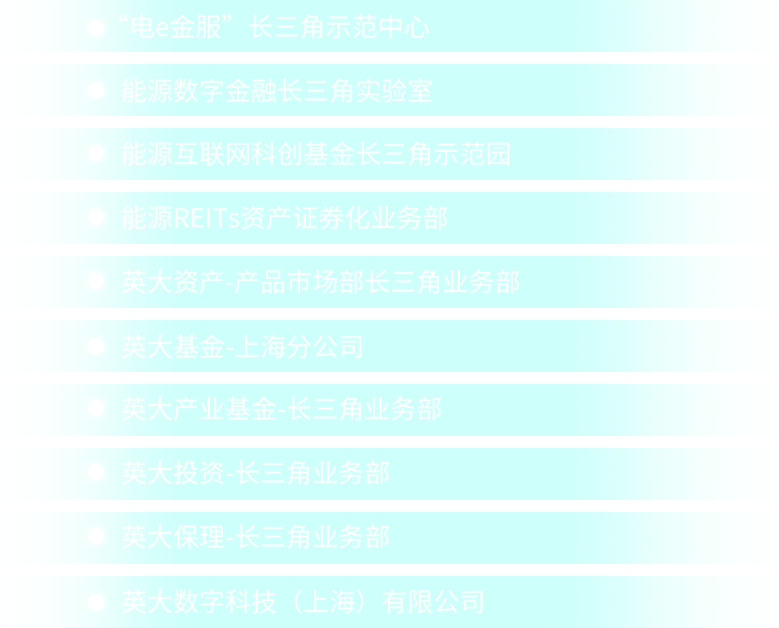 “电e金服”长三角示范中心
能源数字金融长三角实验室
能源互联网科创基金长三角示范园
能源REITs资产证券化业务部
英大资产-产品市场部长三角业务部
英大基金-上海分公司
英大产业基金-长三角业务部
英大投资-长三角业务部
英大保理-长三角业务部
英大数字科技（上海）有限公司